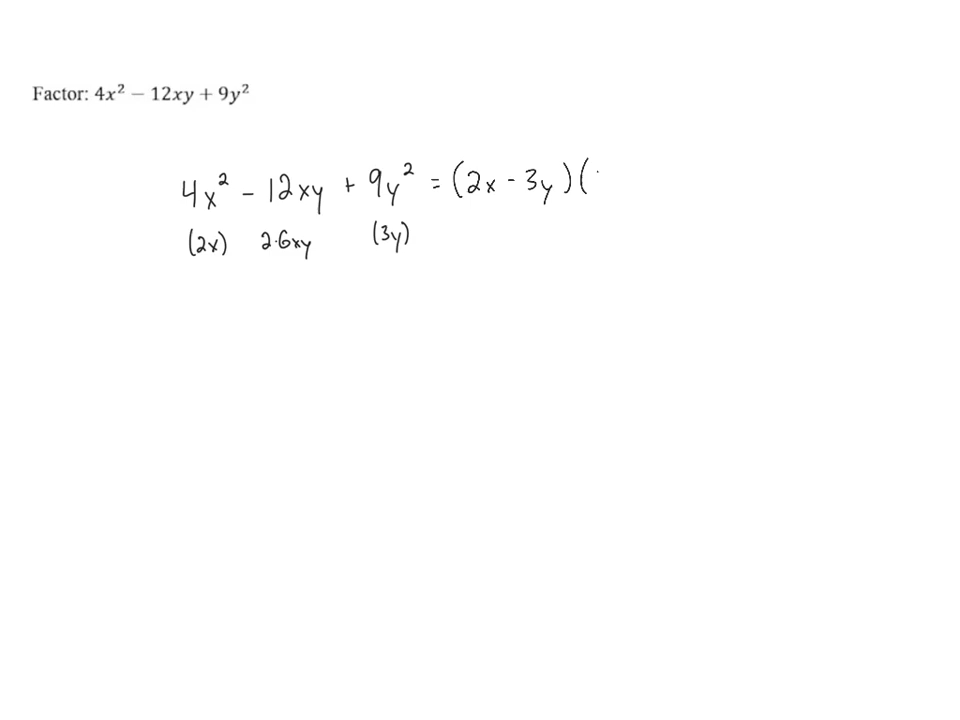 Factor: 4x² − 12xy + 9y²
4x² - 12xy + 9y² = (2x - 3y)(
(2x) 2·6xy (3y)